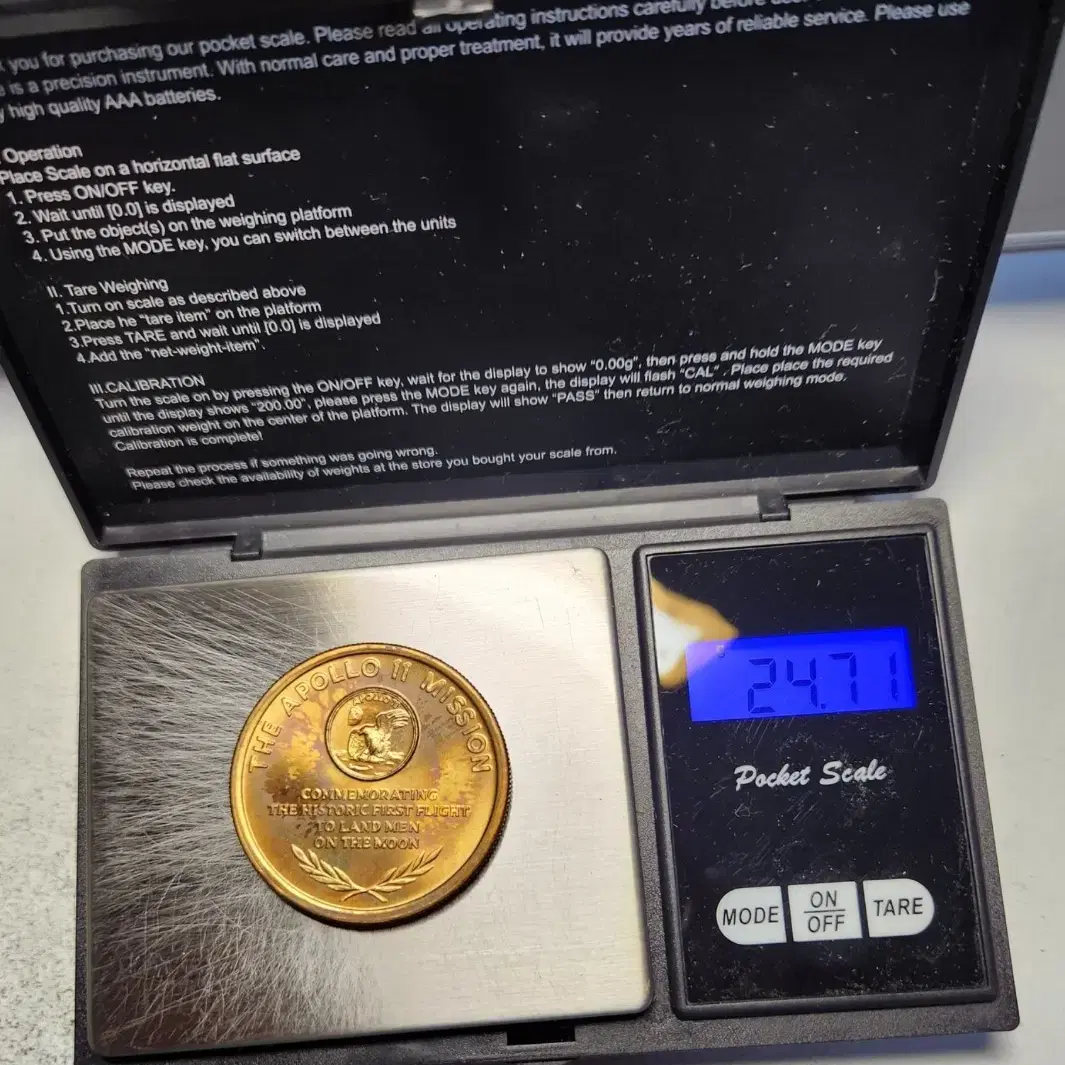 you for purchasing our pocket scale. Please read all operating instructions carefully before
is a precision instrument. With normal care and proper treatment, it will provide years of reliable service. Please use
high quality AAA batteries.
Operation
Place Scale on a horizontal flat surface
1. Press ON/OFF key.
2. Wait until [0.0] is displayed
3. Put the object(s) on the weighing platform
4. Using the MODE key, you can switch between the units
II. Tare Weighing
1.Turn on scale as described above
2.Place he "tare item" on the platform
3.Press TARE and wait until [0.0] is displayed
4.Add the "net-weight-item".
III.CALIBRATION
Turn the scale on by pressing the ON/OFF key, wait for the display to show "0.00g", then press and hold the MODE key
until the display shows "200.00", please press the MODE key again, the display will flash "CAL" . Place place the required
calibration weight on the center of the platform. The display will show "PASS" then return to normal weighing mode.
Calibration is complete!
Repeat the process if something was going wrong.
Please check the availability of weights at the store you bought your scale from.
THE APOLLO 11 MISSION
APOLLO
COMMEMORATING
THE HISTORIC FIRST FLIGHT
TO LAND MEN
ON THE MOON
24.71
Pocket Scale
MODE
ON
OFF
TARE